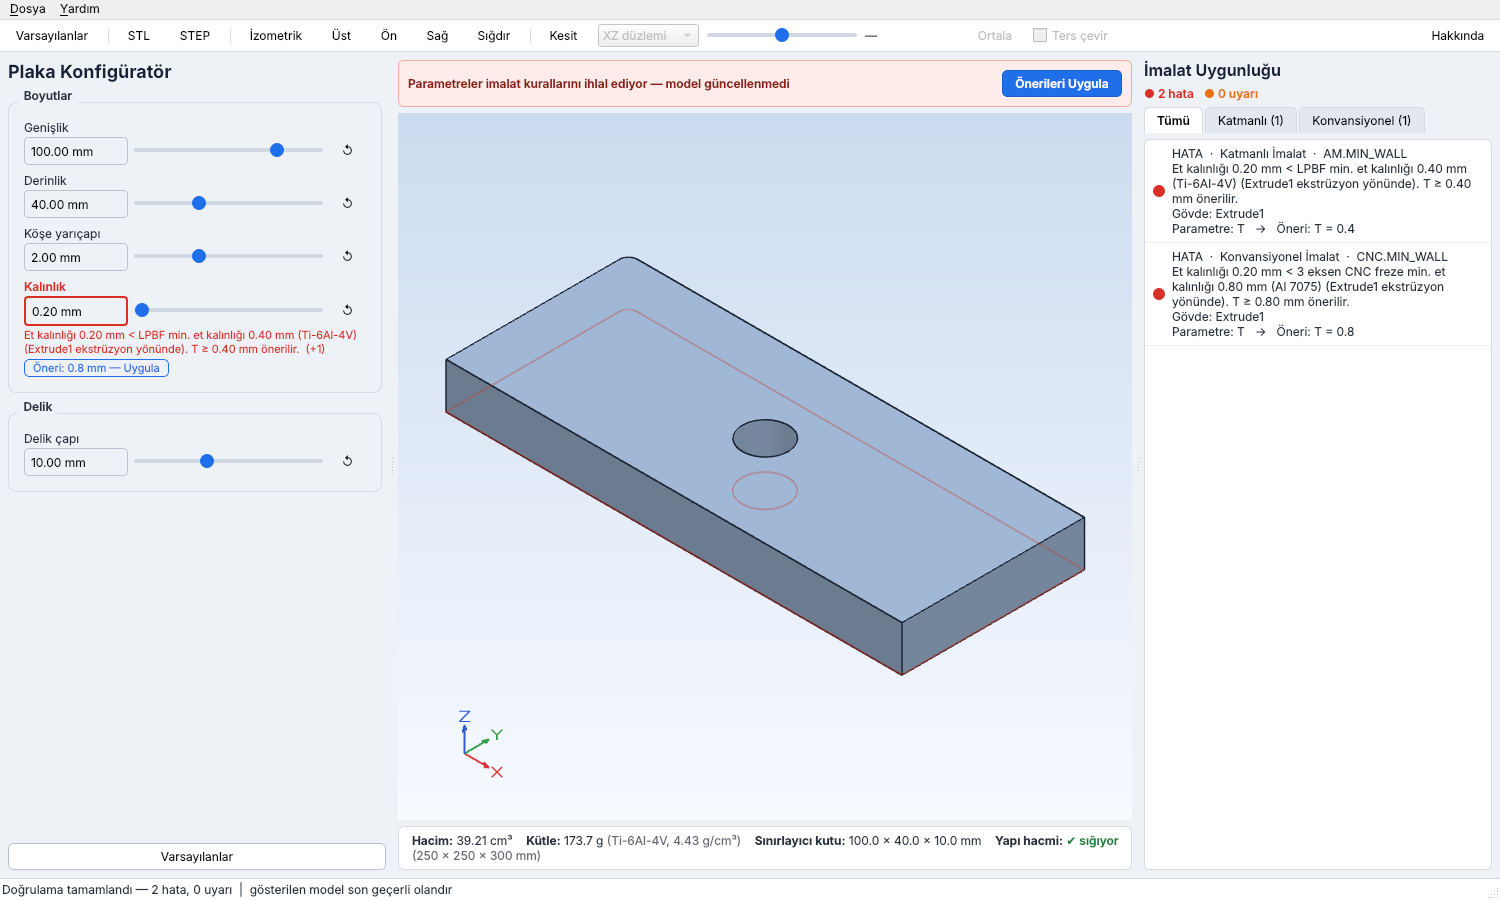 Dosya Yardım
Varsayılanlar STL STEP İzometrik Üst Ön Sağ Sığdır Kesit XZ düzlemi — Ortala Ters çevir Hakkında
Plaka Konfigüratör
Boyutlar
Genişlik
100.00 mm
Derinlik
40.00 mm
Köşe yarıçapı
2.00 mm
Kalınlık
0.20 mm
Et kalınlığı 0.20 mm < LPBF min. et kalınlığı 0.40 mm (Ti-6Al-4V)
(Extrude1 ekstrüzyon yönünde). T ≥ 0.40 mm önerilir. (+1)
Öneri: 0.8 mm — Uygula
Delik
Delik çapı
10.00 mm
Varsayılanlar
Parametreler imalat kurallarını ihlal ediyor — model güncellenmedi
Önerileri Uygula
Z
Y
X
Hacim: 39.21 cm³ Kütle: 173.7 g (Ti-6Al-4V, 4.43 g/cm³) Sınırlayıcı kutu: 100.0 × 40.0 × 10.0 mm Yapı hacmi: ✔ sığıyor
(250 × 250 × 300 mm)
İmalat Uygunluğu
2 hata 0 uyarı
Tümü Katmanlı (1) Konvansiyonel (1)
HATA · Katmanlı İmalat · AM.MIN_WALL
Et kalınlığı 0.20 mm < LPBF min. et kalınlığı 0.40 mm
(Ti-6Al-4V) (Extrude1 ekstrüzyon yönünde). T ≥ 0.40
mm önerilir.
Gövde: Extrude1
Parametre: T → Öneri: T = 0.4
HATA · Konvansiyonel İmalat · CNC.MIN_WALL
Et kalınlığı 0.20 mm < 3 eksen CNC freze min. et
kalınlığı 0.80 mm (Al 7075) (Extrude1 ekstrüzyon
yönünde). T ≥ 0.80 mm önerilir.
Gövde: Extrude1
Parametre: T → Öneri: T = 0.8
Doğrulama tamamlandı — 2 hata, 0 uyarı | gösterilen model son geçerli olandır